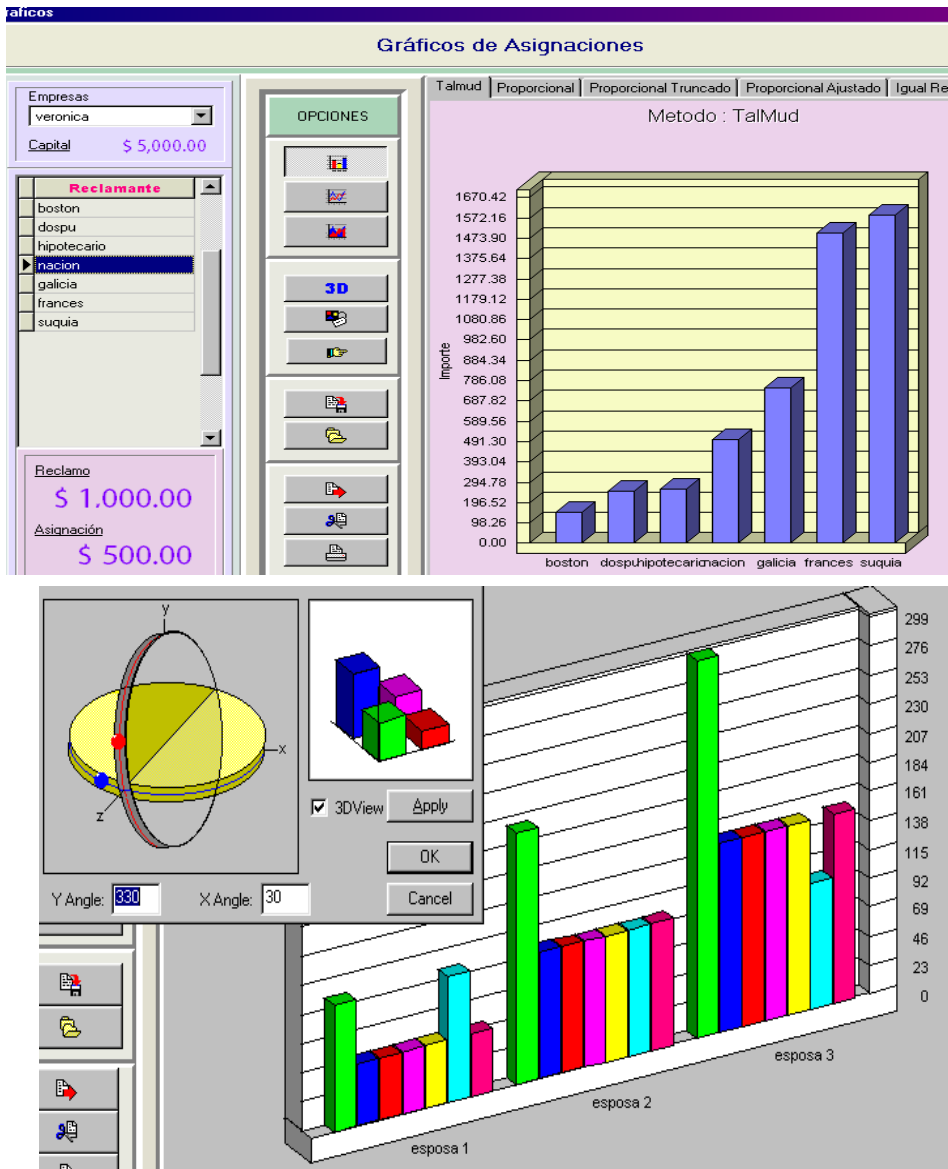 raficos
Gráficos de Asignaciones
Empresas
veronica
Capital $ 5,000.00
Reclamante
boston
dospu
hipotecario
nacion
galicia
frances
suquia
Reclamo
$ 1,000.00
Asignación
$ 500.00
OPCIONES
3D
Talmud Proporcional Proporcional Truncado Proporcional Ajustado Igual Re
Metodo : TalMud
Importe
1670.42
1572.16
1473.90
1375.64
1277.38
1179.12
1080.86
982.60
884.34
786.08
687.82
589.56
491.30
393.04
294.78
196.52
98.26
0.00
boston dospuhipotecarionacion galicia frances suquia
y
x
z
3DView Apply
OK
Y Angle: 330 X Angle: 30 Cancel
299
276
253
230
207
184
161
138
115
92
69
46
23
0
esposa 1
esposa 2
esposa 3